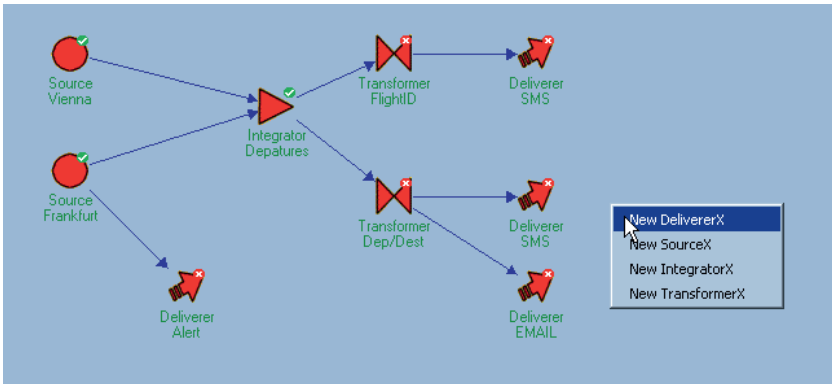 Source
Vienna
Transformer
FlightID
Deliverer
SMS
Integrator
Depatures
Source
Frankfurt
Transformer
Dep/Dest
Deliverer
SMS
Deliverer
Alert
Deliverer
EMAIL
New DelivererX
New SourceX
New IntegratorX
New TransformerX